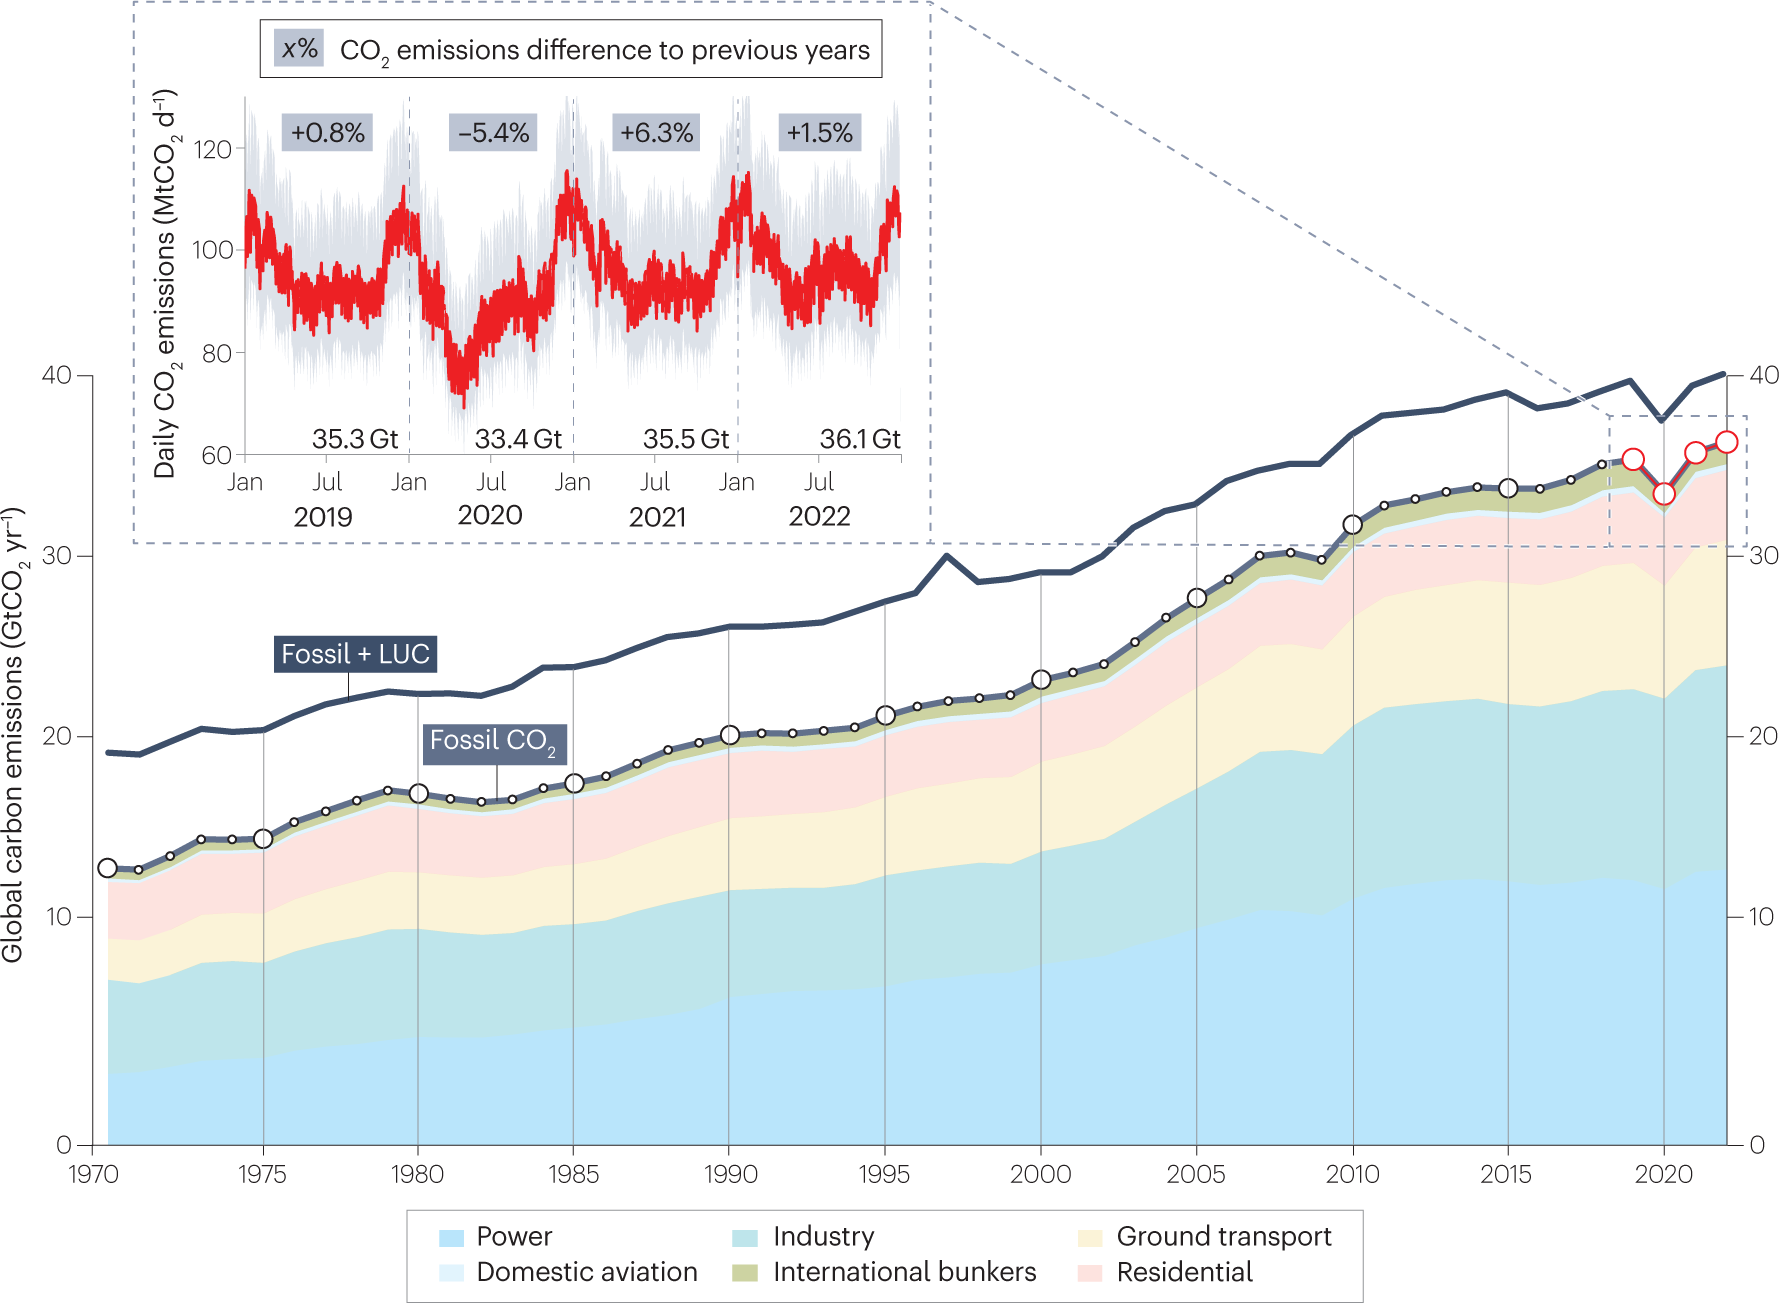 x% CO₂ emissions difference to previous years
Daily CO₂ emissions (MtCO₂ d⁻¹)
+0.8% –5.4% +6.3% +1.5%
120
100
80
60
35.3 Gt 33.4 Gt 35.5 Gt 36.1 Gt
Jan Jul Jan Jul Jan Jul Jan Jul
2019 2020 2021 2022
Global carbon emissions (GtCO₂ yr⁻¹)
40 40
30 30
20 20
10 10
0 0
Fossil + LUC
Fossil CO₂
1970 1975 1980 1985 1990 1995 2000 2005 2010 2015 2020
Power Industry Ground transport
Domestic aviation International bunkers Residential